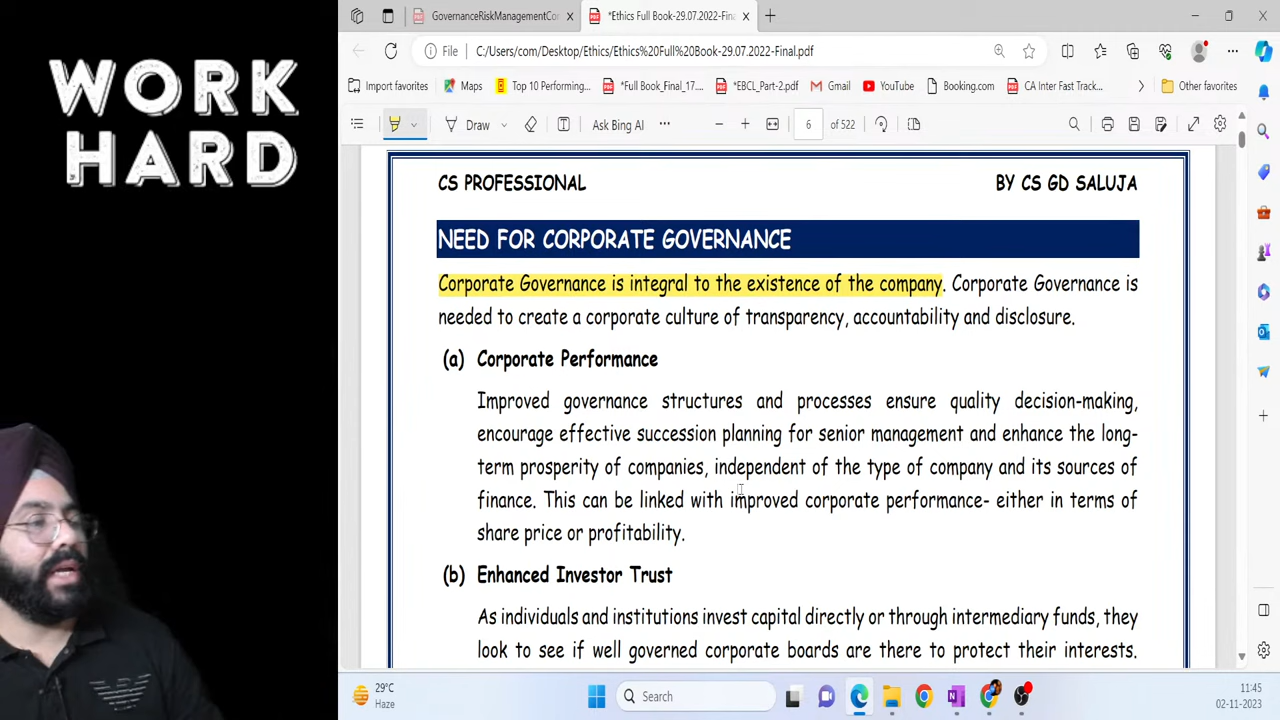 WORK
HARD
GovernanceRiskManagementCo
*Ethics Full Book-29.07.2022-Fina
File
C:/Users/com/Desktop/Ethics/Ethics%20Full%20Book-29.07.2022-Final.pdf
Import favorites
Maps
Top 10 Performing...
*Full Book_Final_17...
*EBCL_Part-2.pdf
Gmail
YouTube
Booking.com
CA Inter Fast Track...
Other favorites
Draw
Ask Bing AI
6
of 522
CS PROFESSIONAL
BY CS GD SALUJA
NEED FOR CORPORATE GOVERNANCE
Corporate Governance is integral to the existence of the company. Corporate Governance is
needed to create a corporate culture of transparency, accountability and disclosure.
(a) Corporate Performance
Improved governance structures and processes ensure quality decision-making,
encourage effective succession planning for senior management and enhance the long-
term prosperity of companies, independent of the type of company and its sources of
finance. This can be linked with improved corporate performance- either in terms of
share price or profitability.
(b) Enhanced Investor Trust
As individuals and institutions invest capital directly or through intermediary funds, they
look to see if well governed corporate boards are there to protect their interests.
29°C
Haze
Search
11:45
02-11-2023